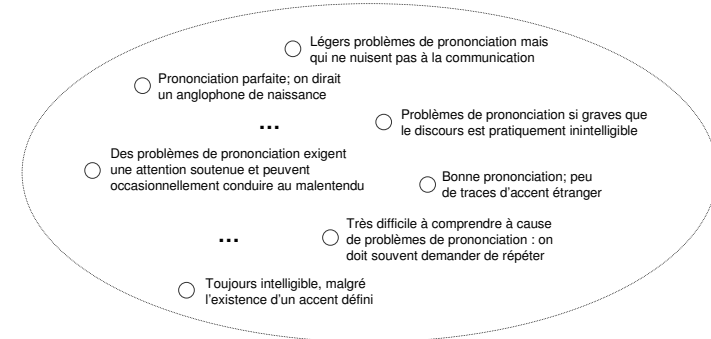 Légers problèmes de prononciation mais
qui ne nuisent pas à la communication
Prononciation parfaite; on dirait
un anglophone de naissance
...
Problèmes de prononciation si graves que
le discours est pratiquement inintelligible
Des problèmes de prononciation exigent
une attention soutenue et peuvent
occasionnellement conduire au malentendu
Bonne prononciation; peu
de traces d'accent étranger
...
Très difficile à comprendre à cause
de problèmes de prononciation : on
doit souvent demander de répéter
Toujours intelligible, malgré
l'existence d'un accent défini